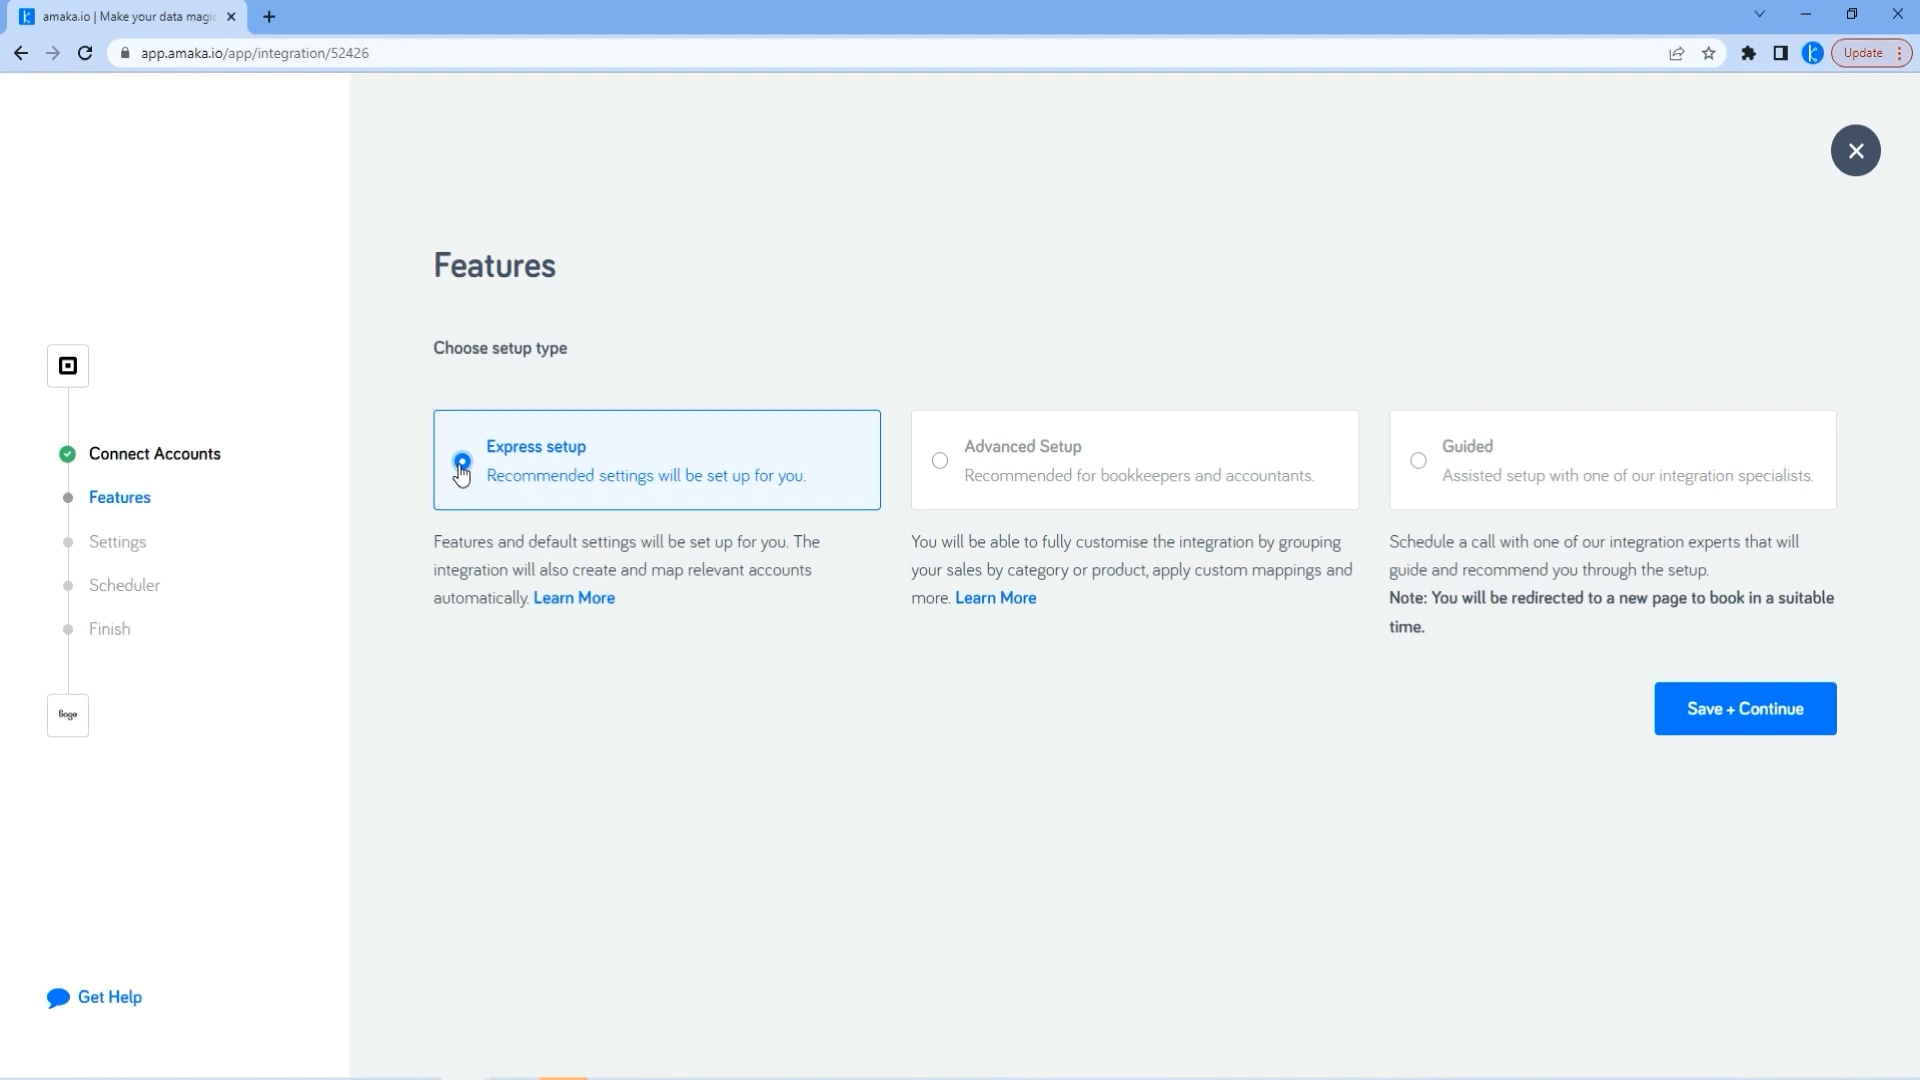 amaka.io | Make your data magic
app.amaka.io/app/integration/52426
Update
Features
Choose setup type
Connect Accounts
Features
Settings
Scheduler
Finish
Sage
Get Help
Express setup
Recommended settings will be set up for you.
Features and default settings will be set up for you. The
integration will also create and map relevant accounts
automatically. Learn More
Advanced Setup
Recommended for bookkeepers and accountants.
You will be able to fully customise the integration by grouping
your sales by category or product, apply custom mappings and
more. Learn More
Guided
Assisted setup with one of our integration specialists.
Schedule a call with one of our integration experts that will
guide and recommend you through the setup.
Note: You will be redirected to a new page to book in a suitable
time.
Save + Continue